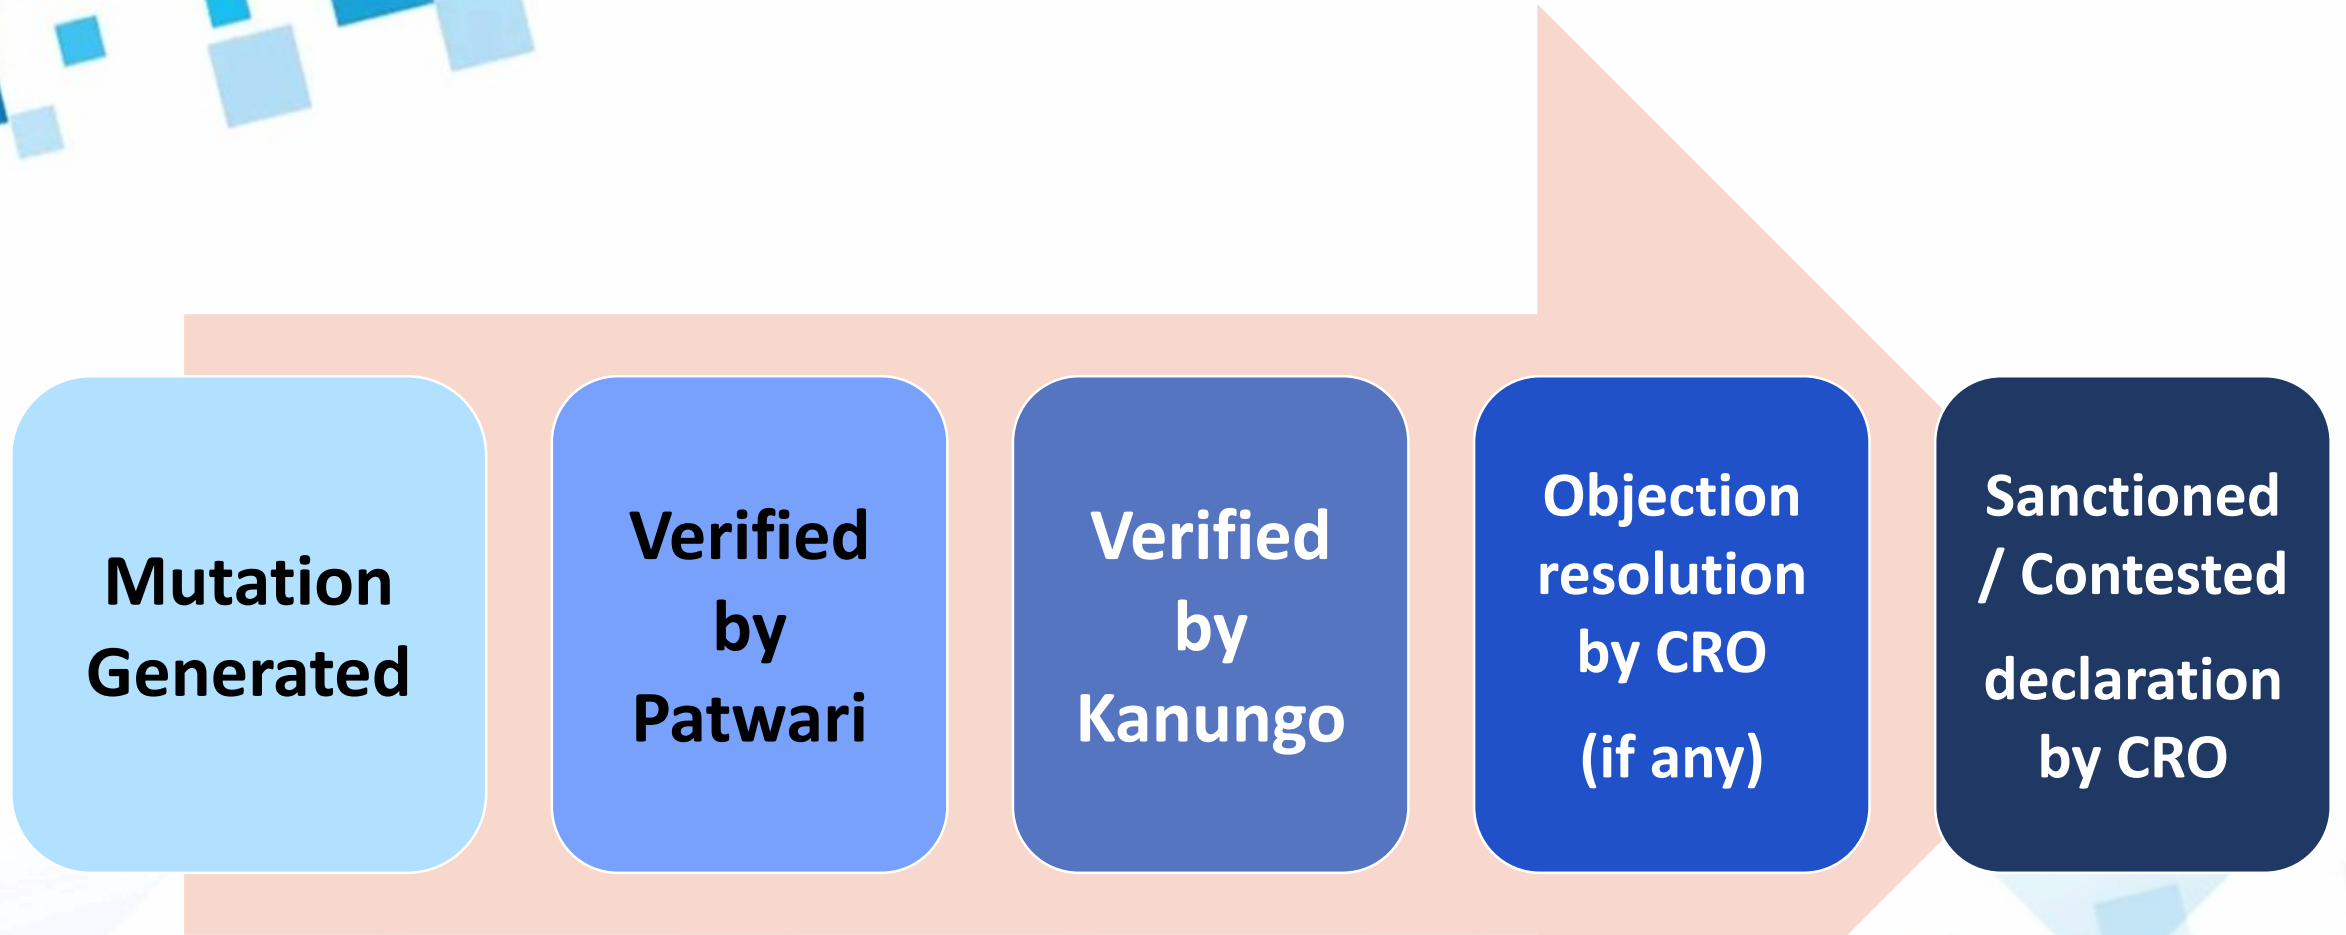 Mutation
Generated
Verified
by
Patwari
Verified
by
Kanungo
Objection
resolution
by CRO
(if any)
Sanctioned
/ Contested
declaration
by CRO